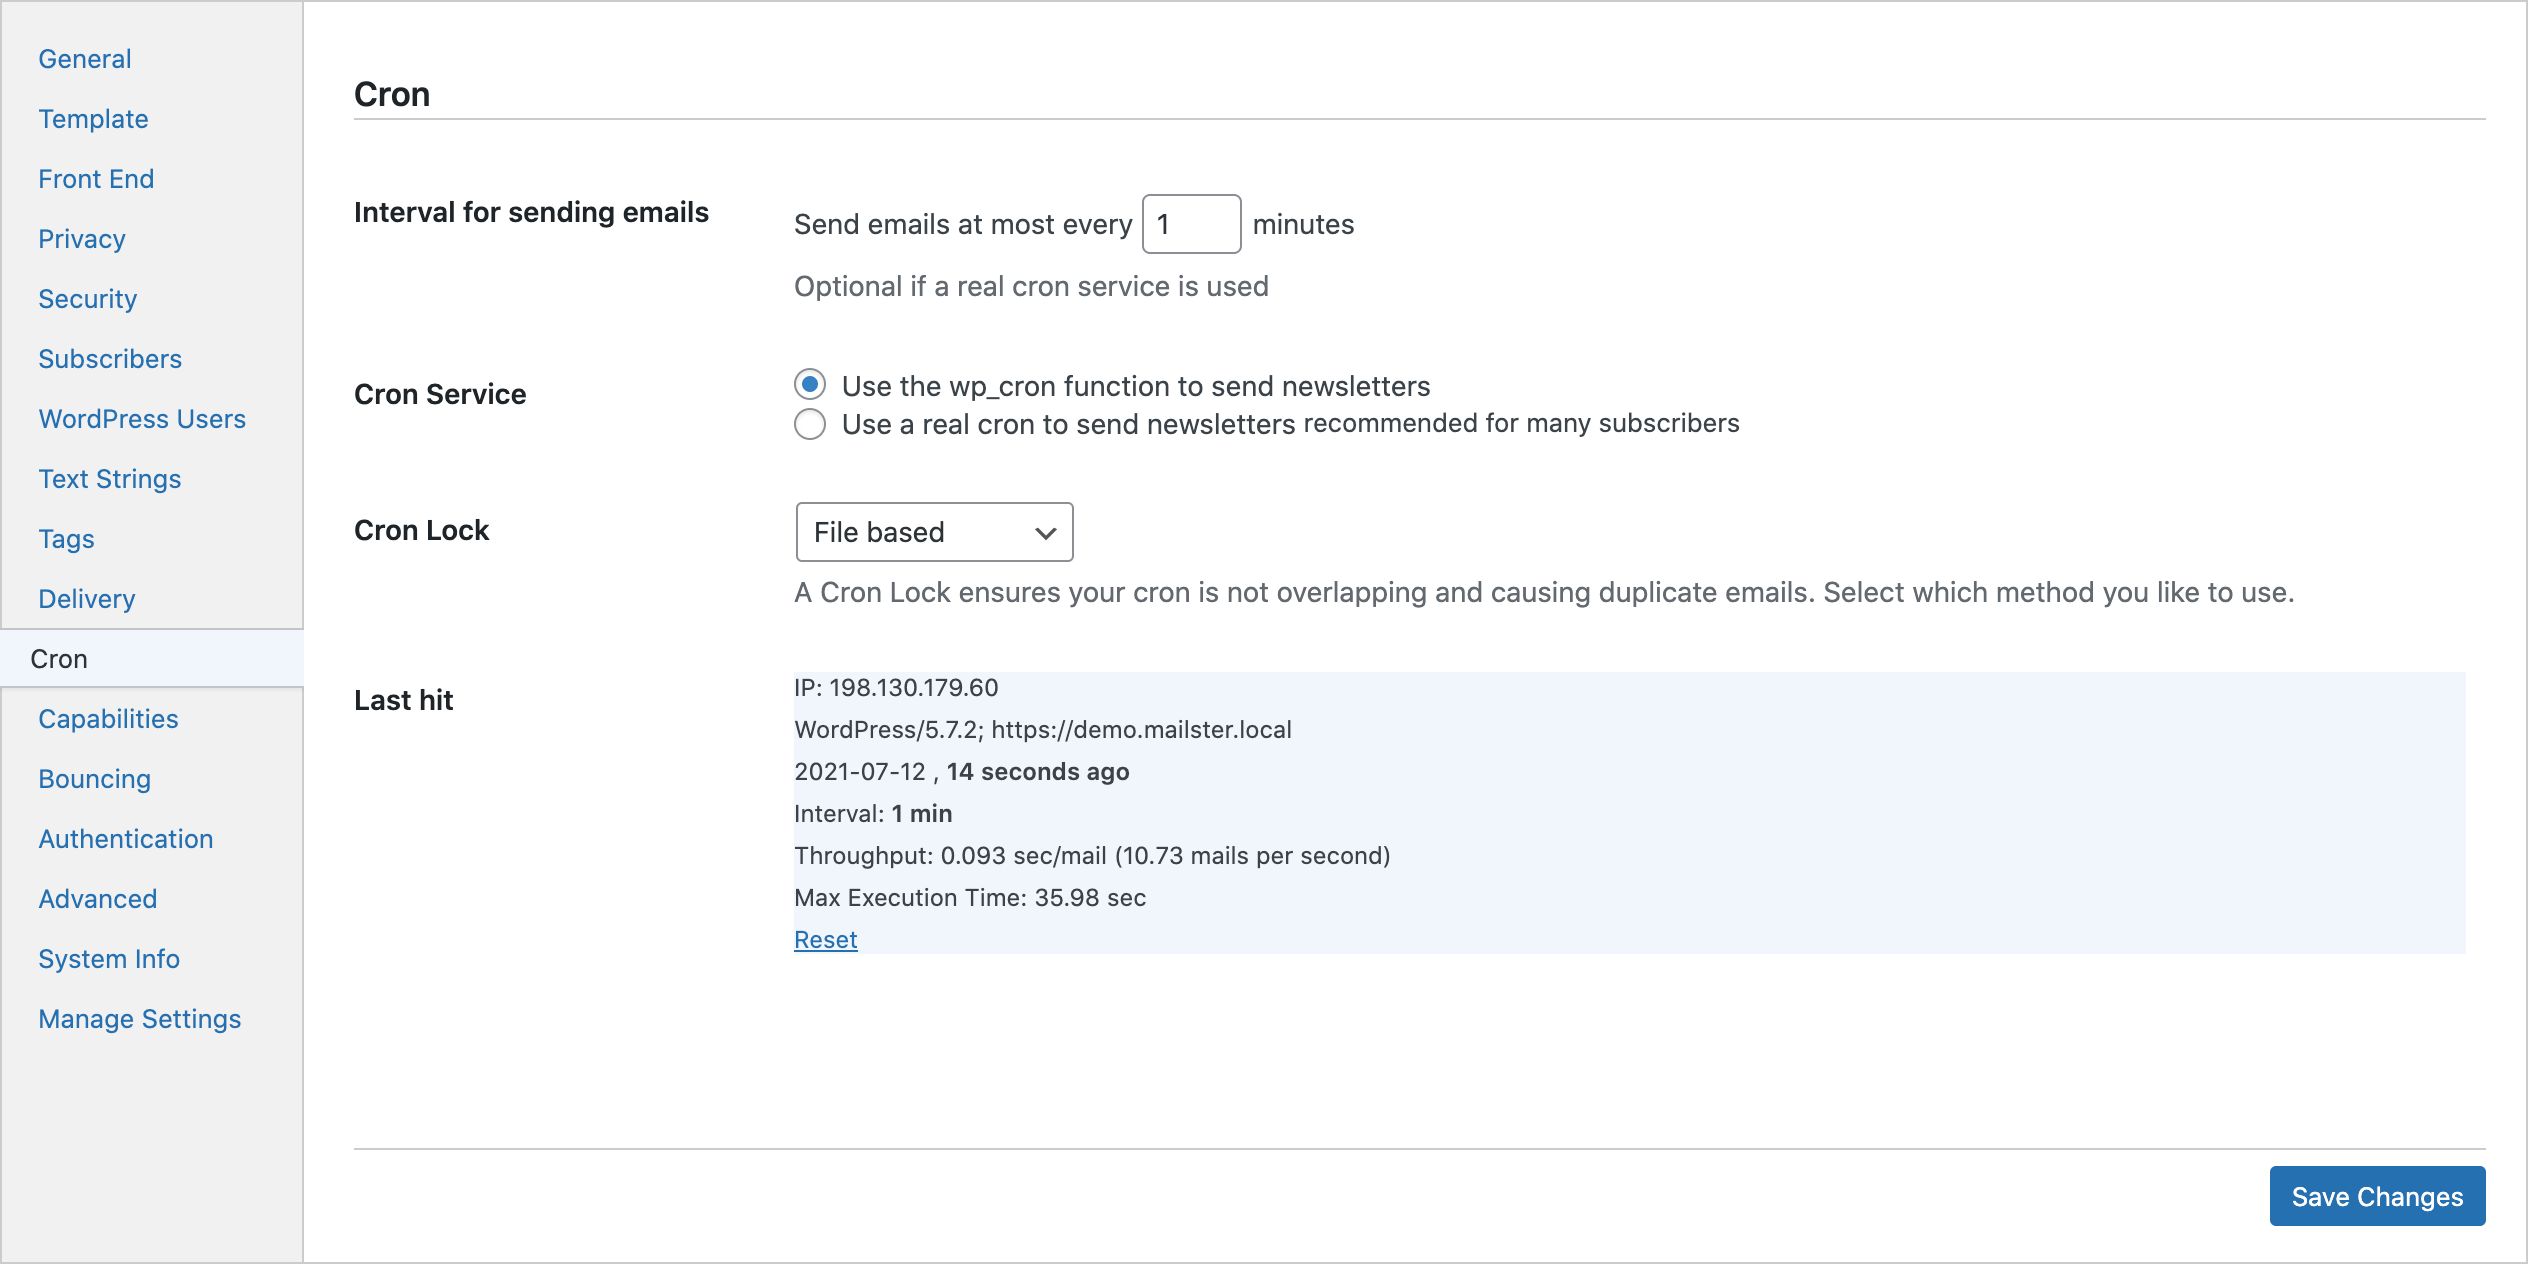 General
Template
Front End
Privacy
Security
Subscribers
WordPress Users
Text Strings
Tags
Delivery
Cron
Capabilities
Bouncing
Authentication
Advanced
System Info
Manage Settings
Cron
Interval for sending emails
Send emails at most every 1 minutes
Optional if a real cron service is used
Cron Service
Use the wp_cron function to send newsletters
Use a real cron to send newsletters recommended for many subscribers
Cron Lock
File based
A Cron Lock ensures your cron is not overlapping and causing duplicate emails. Select which method you like to use.
Last hit
IP: 198.130.179.60
WordPress/5.7.2; https://demo.mailster.local
2021-07-12 , 14 seconds ago
Interval: 1 min
Throughput: 0.093 sec/mail (10.73 mails per second)
Max Execution Time: 35.98 sec
Reset
Save Changes